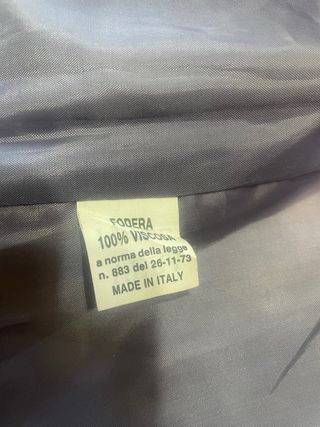 FODERA
100% VISCOSA
a norma della legge
n. 883 del 26-11-73
MADE IN ITALY